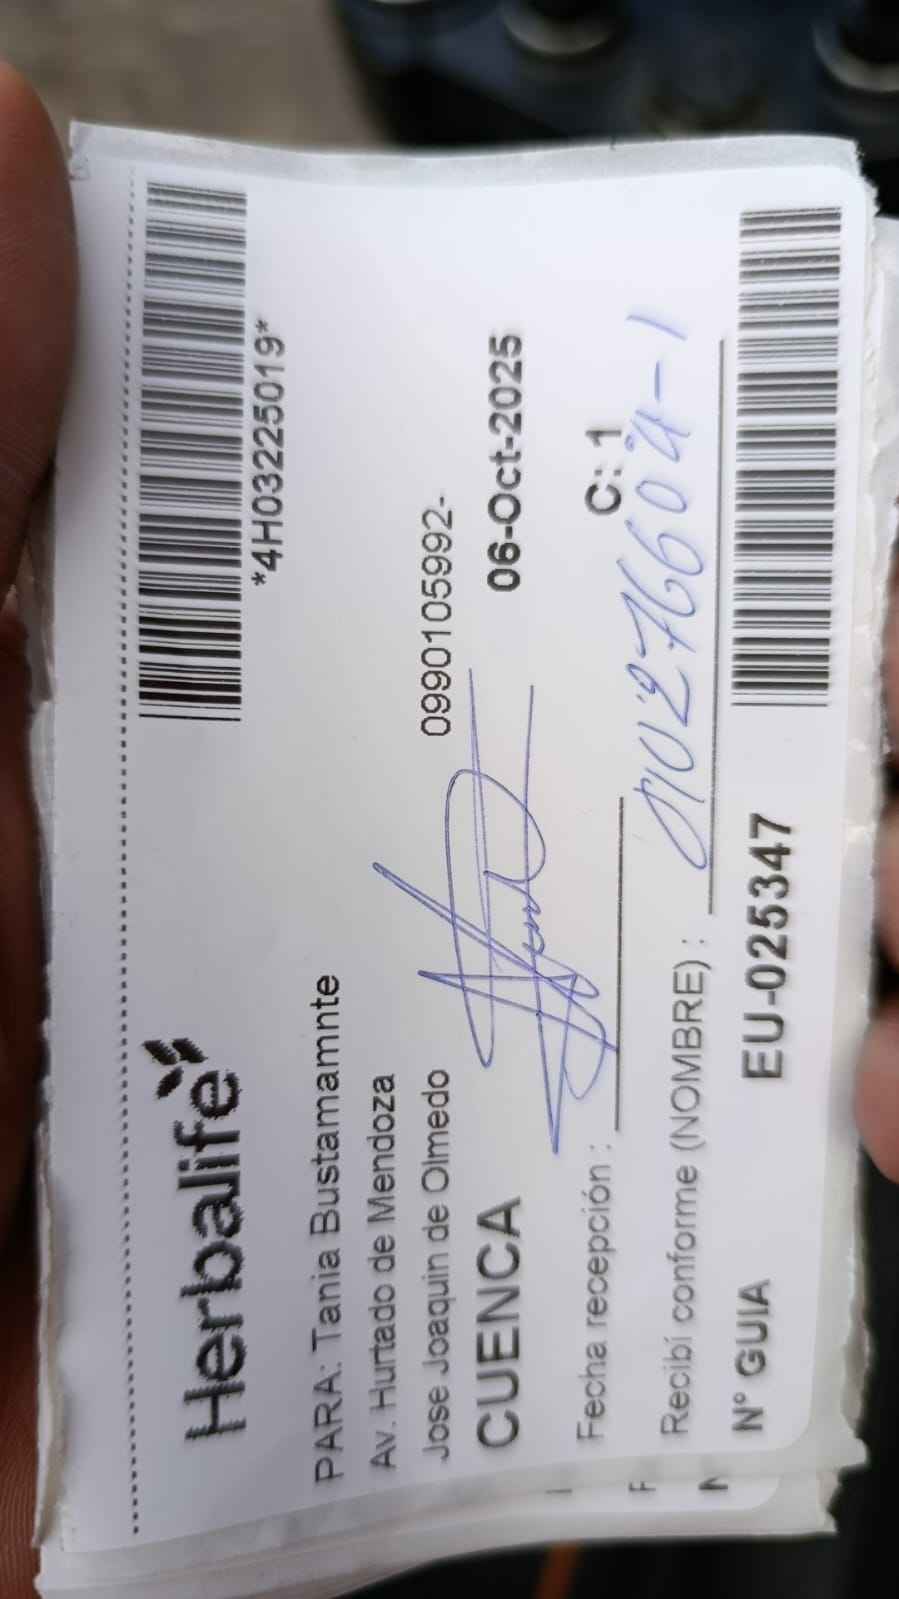 *4H03225019*
Herbalife
PARA: Tania Bustamamnte
Av. Hurtado de Mendoza
Jose Joaquin de Olmedo
0990105992-
CUENCA
06-Oct-2025
Fecha recepción :
C: 1
Recibí conforme (NOMBRE) :
N° GUIA
EU-025347